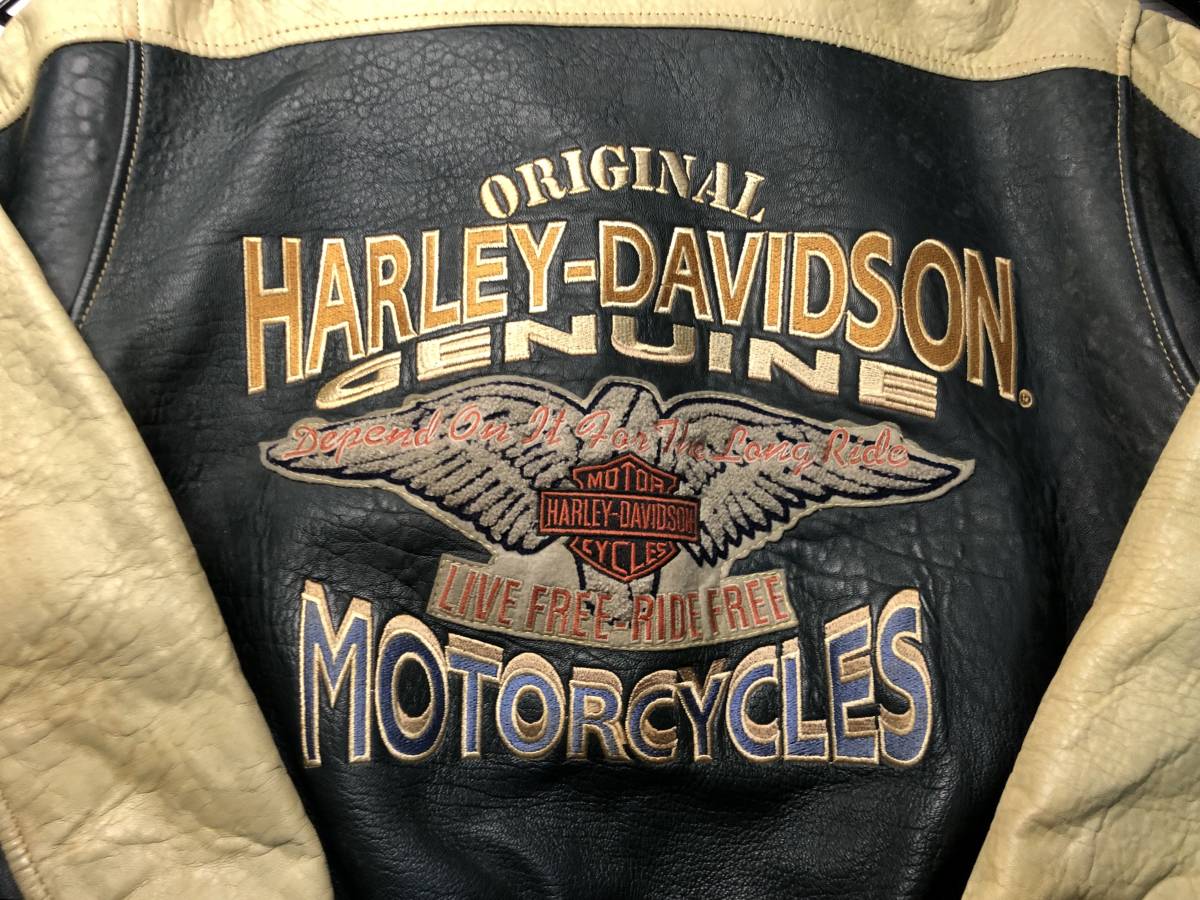 ORIGINAL
HARLEY-DAVIDSON®
GENUINE
Depend On It For The Long Ride
MOTOR
HARLEY-DAVIDSON
CYCLES
LIVE FREE-RIDE FREE
MOTORCYCLES